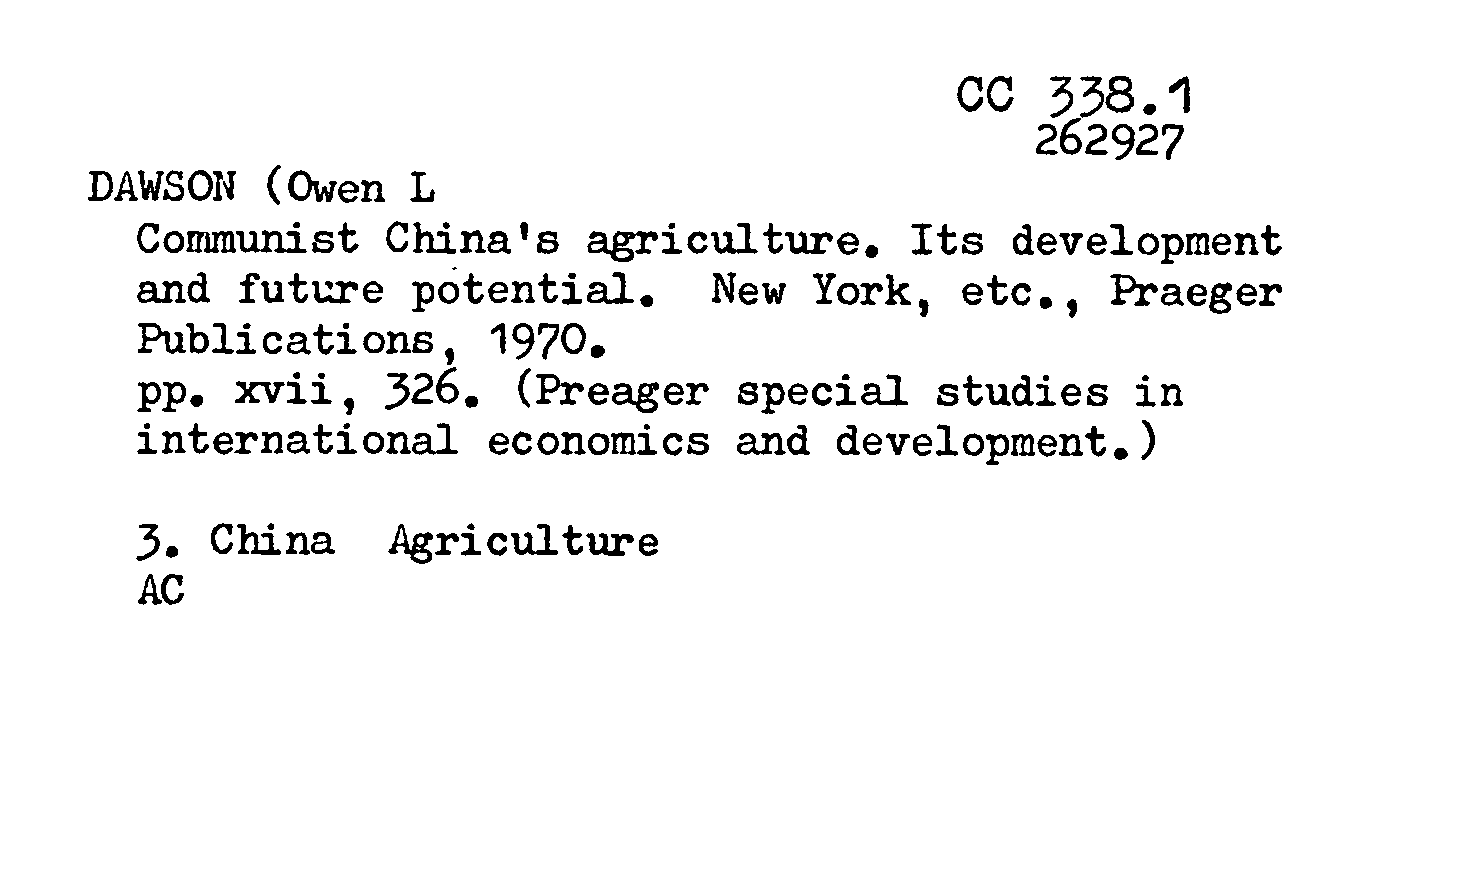 CC 338.1
262927
DAWSON (Owen L
Communist China's agriculture. Its development
and future potential. New York, etc., Praeger
Publications, 1970.
pp. xvii, 326. (Preager special studies in
international economics and development.)
3. China Agriculture
AC